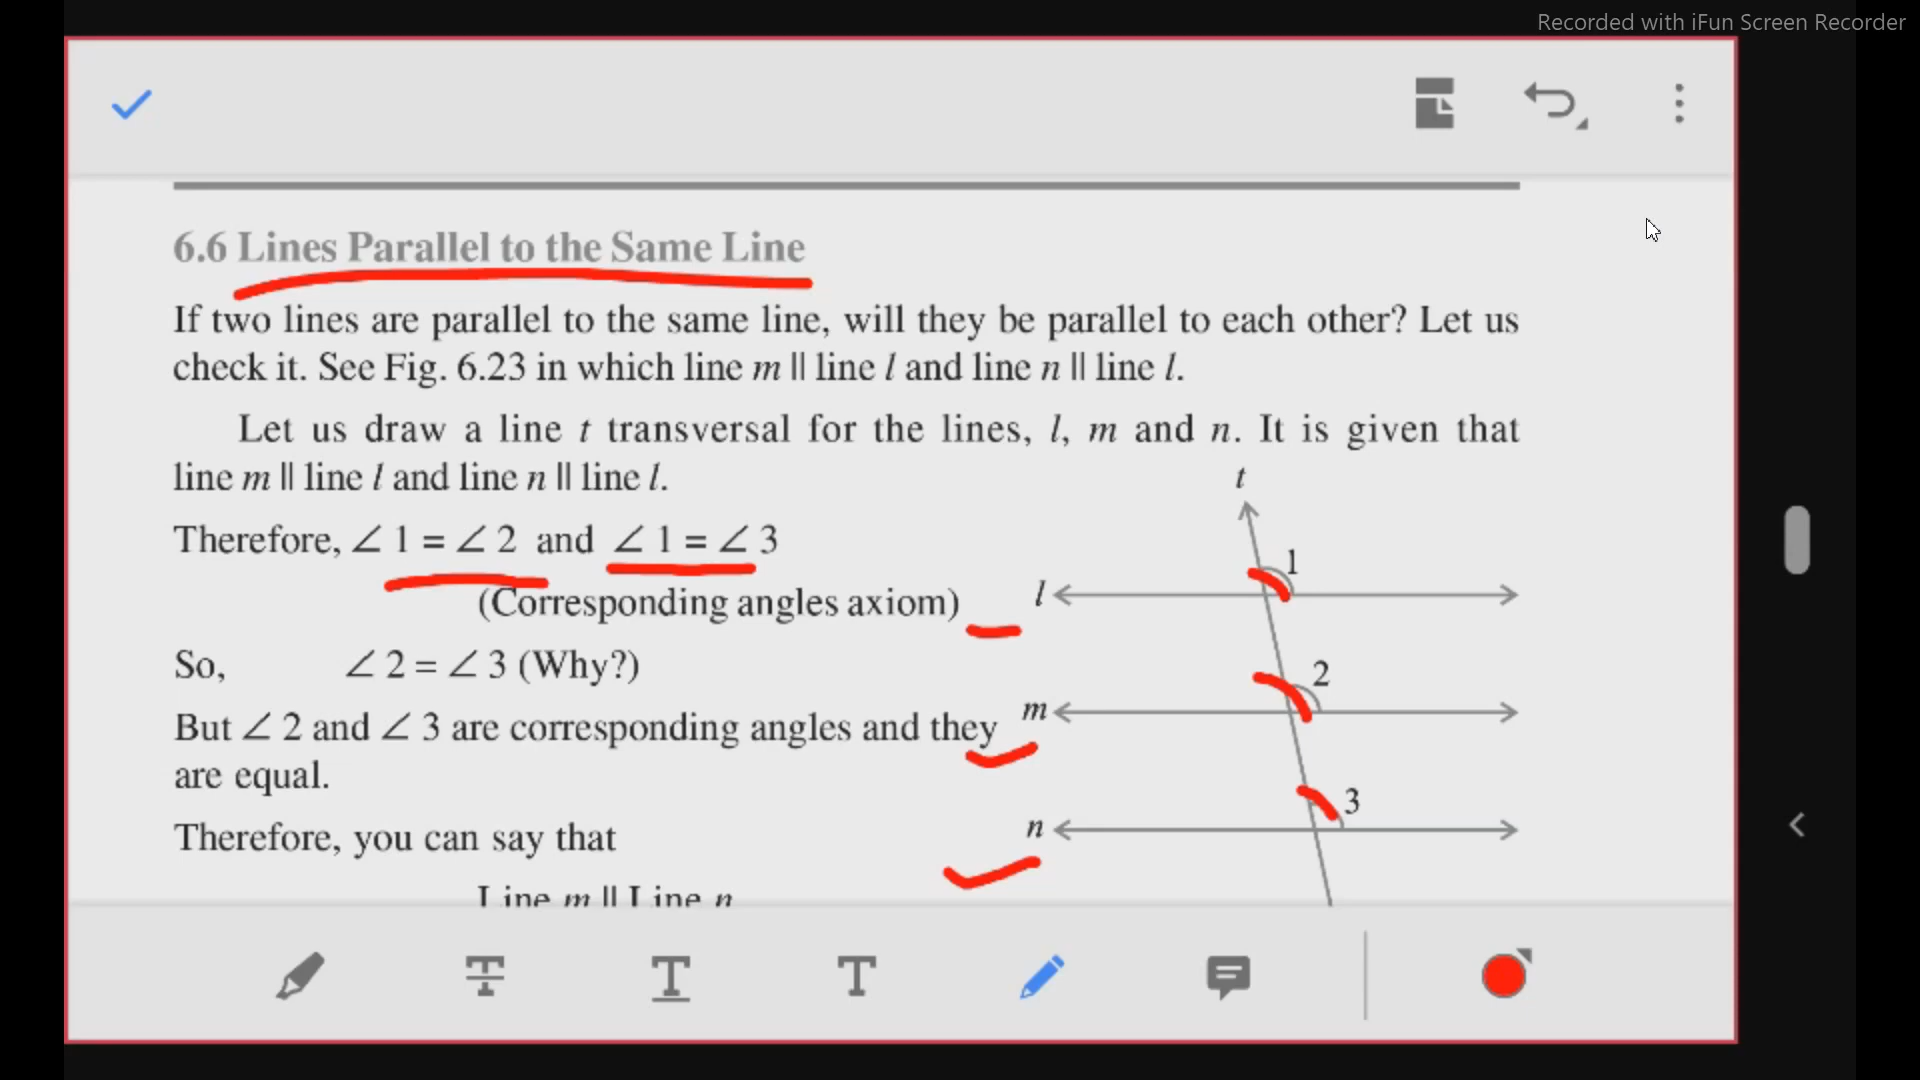 Recorded with iFun Screen Recorder
6.6 Lines Parallel to the Same Line
If two lines are parallel to the same line, will they be parallel to each other? Let us
check it. See Fig. 6.23 in which line m || line l and line n || line l.
Let us draw a line t transversal for the lines, l, m and n. It is given that
line m || line l and line n || line l.
Therefore, ∠ 1 = ∠ 2 and ∠ 1 = ∠ 3
(Corresponding angles axiom)
So, ∠ 2 = ∠ 3 (Why?)
But ∠ 2 and ∠ 3 are corresponding angles and they
are equal.
Therefore, you can say that
Line m || Line n
t
1
l
2
m
3
n